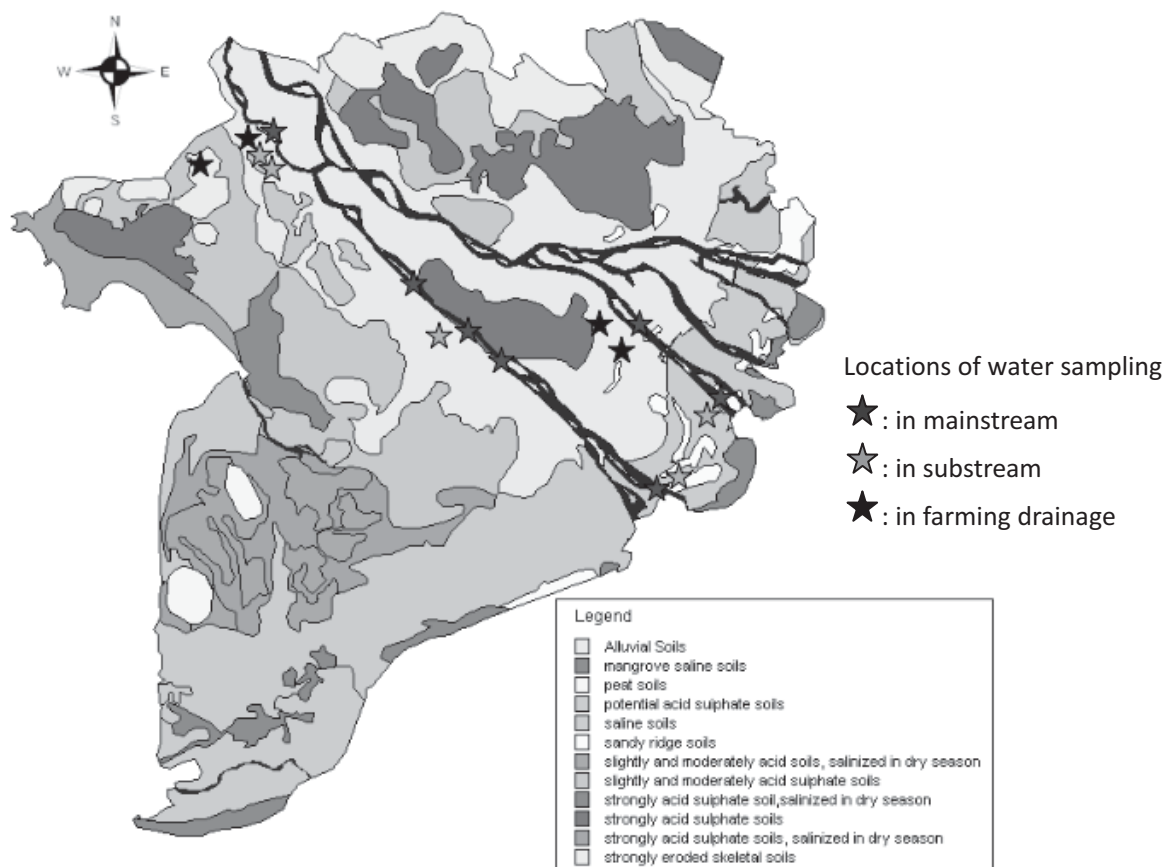 N
W E
S
Locations of water sampling
: in mainstream
: in substream
: in farming drainage
Legend
Alluvial Soils
mangrove saline soils
peat soils
potential acid sulphate soils
saline soils
sandy ridge soils
slightly and moderately acid soils, salinized in dry season
slightly and moderately acid sulphate soils
strongly acid sulphate soil,salinized in dry season
strongly acid sulphate soils
strongly acid sulphate soils, salinized in dry season
strongly eroded skeletal soils